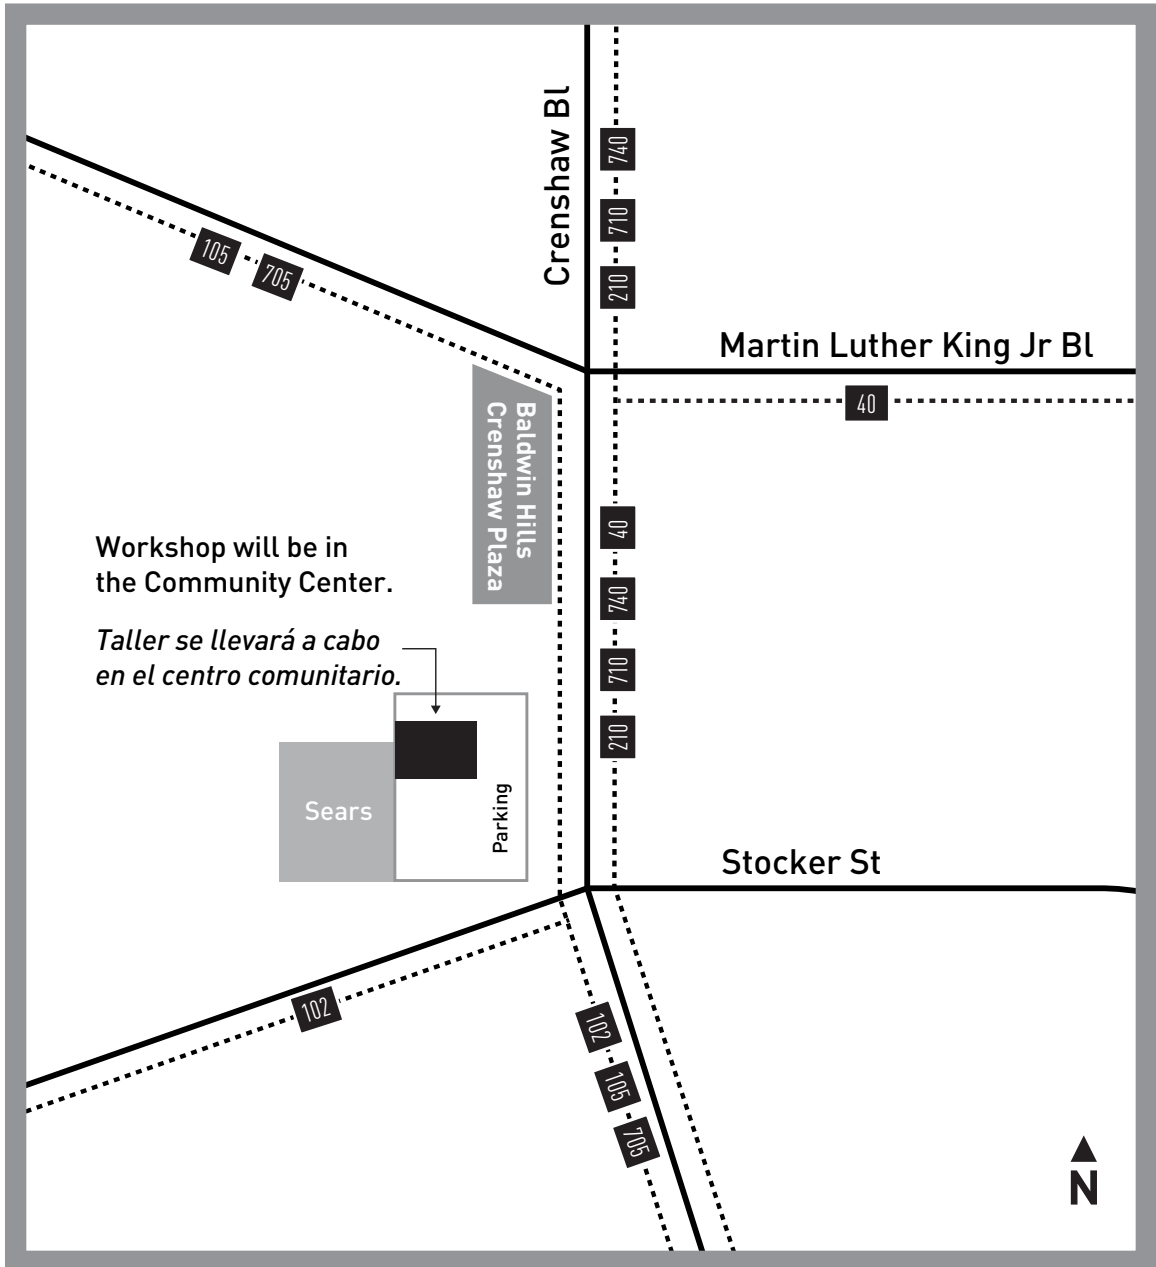 Crenshaw Bl
740
710
210
105
705
Martin Luther King Jr Bl
40
Baldwin Hills
Crenshaw Plaza
40
740
710
210
Workshop will be in
the Community Center.
Taller se llevará a cabo
en el centro comunitario.
Sears
Parking
Stocker St
102
102
105
705
N